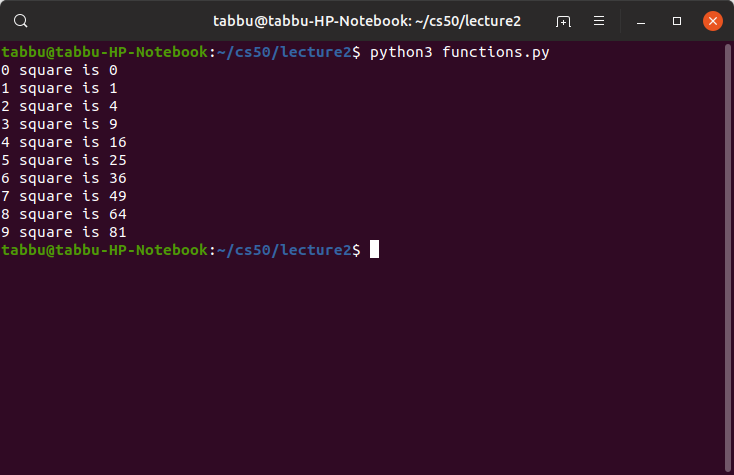 tabbu@tabbu-HP-Notebook: ~/cs50/lecture2
tabbu@tabbu-HP-Notebook:~/cs50/lecture2$ python3 functions.py
0 square is 0
1 square is 1
2 square is 4
3 square is 9
4 square is 16
5 square is 25
6 square is 36
7 square is 49
8 square is 64
9 square is 81
tabbu@tabbu-HP-Notebook:~/cs50/lecture2$